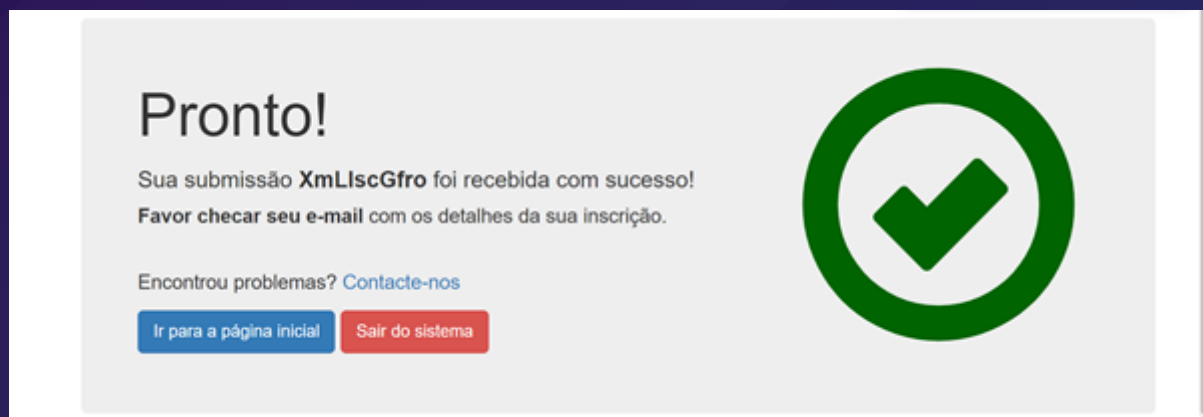 Pronto!
Sua submissão XmLlscGfro foi recebida com sucesso!
Favor checar seu e-mail com os detalhes da sua inscrição.
Encontrou problemas? Contacte-nos
Ir para a página inicial Sair do sistema